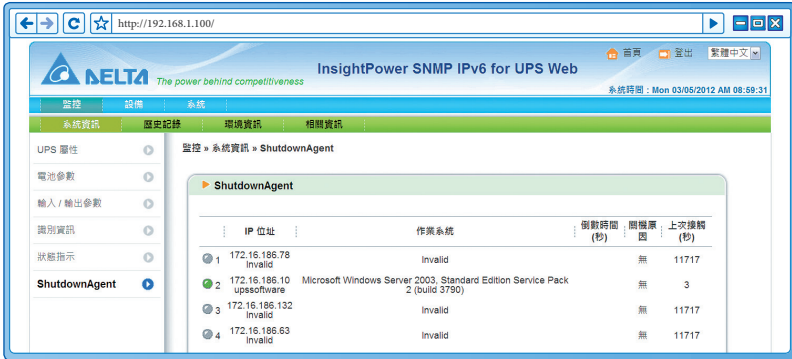 http://192.168.1.100/
首頁 登出 繁體中文
DELTA The power behind competitiveness
InsightPower SNMP IPv6 for UPS Web
系統時間 : Mon 03/05/2012 AM 08:59:31
監控 設備 系統
系統資訊 歷史記錄 環境資訊 相關資訊
UPS 屬性
電池參數
輸入 / 輸出參數
識別資訊
狀態指示
ShutdownAgent
監控 » 系統資訊 » ShutdownAgent
ShutdownAgent
IP 位址 作業系統 倒數時間 關機原 上次接觸
(秒) 因 (秒)
1 172.16.186.78 Invalid 無 11717
Invalid
2 172.16.186.10 Microsoft Windows Server 2003, Standard Edition Service Pack 無 3
upssoftware 2 (build 3790)
3 172.16.186.132 Invalid 無 11717
Invalid
4 172.16.186.63 Invalid 無 11717
Invalid